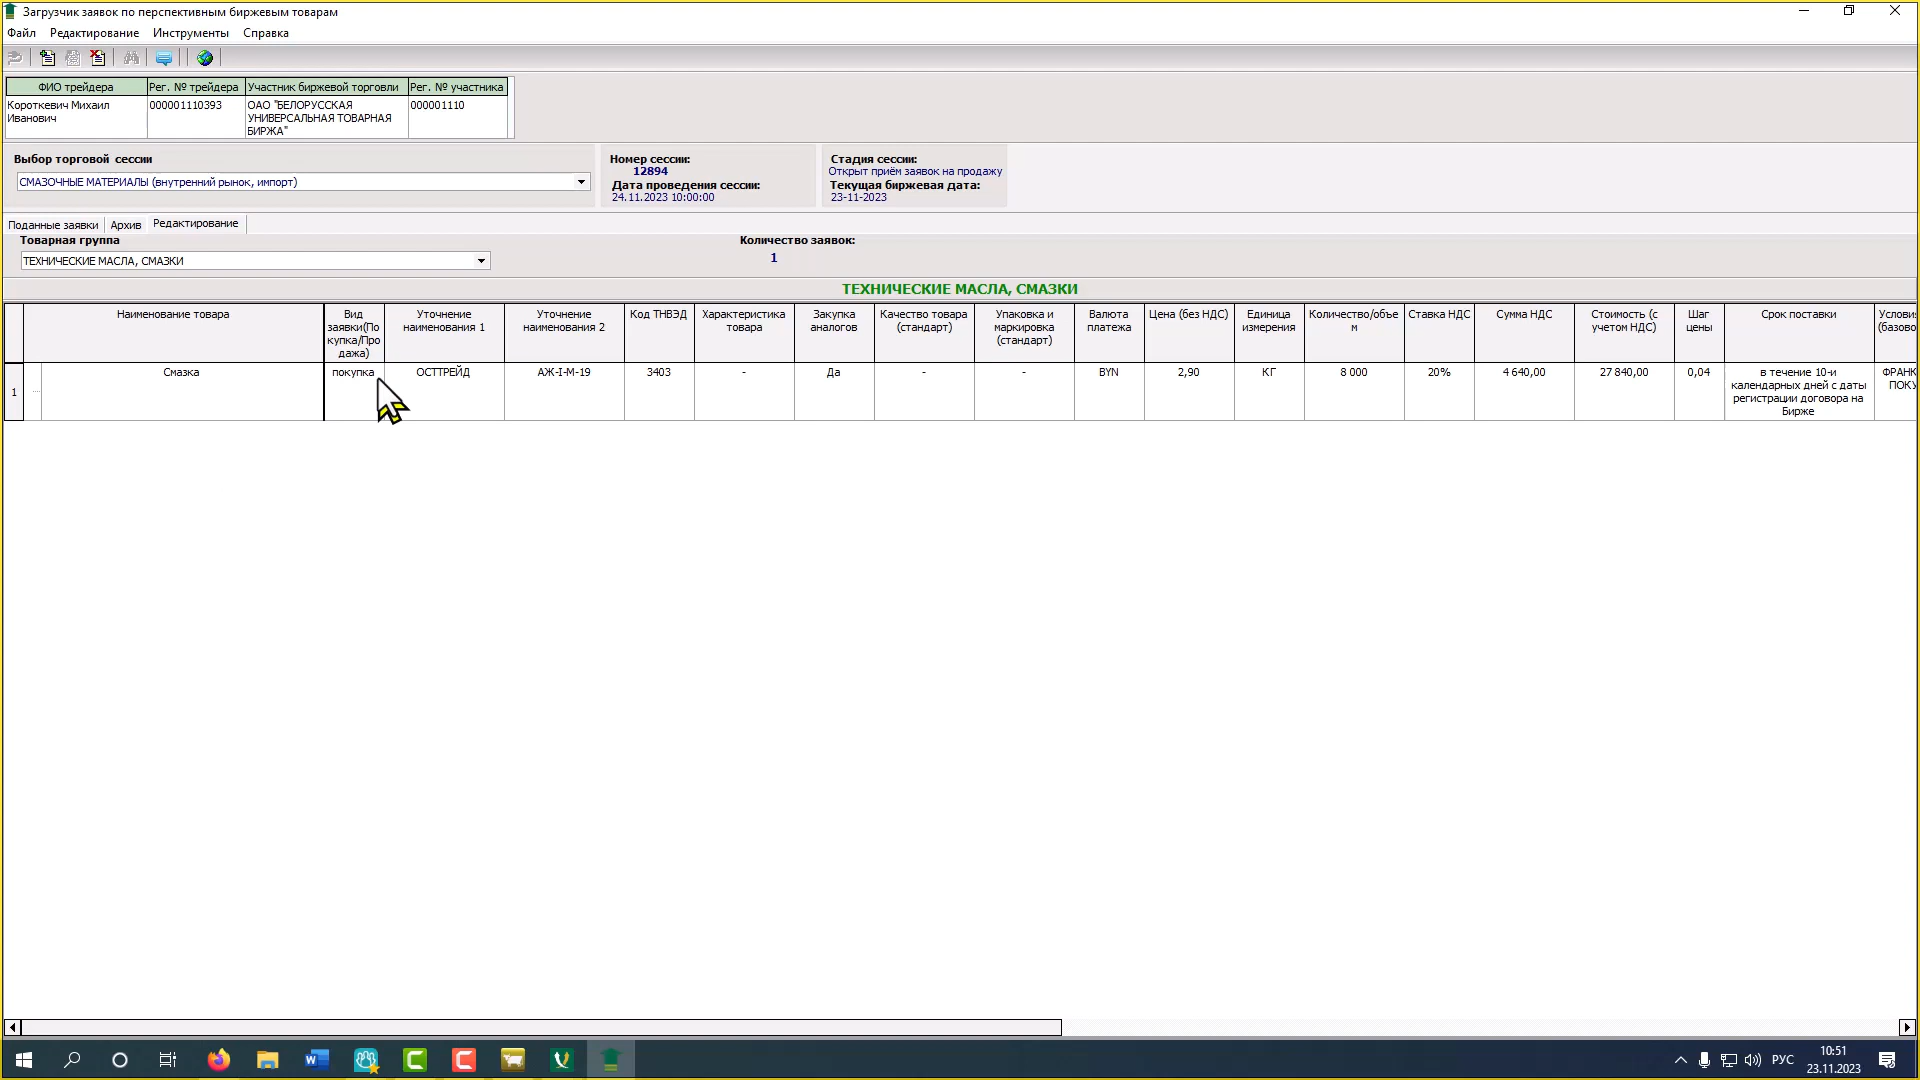 Загрузчик заявок по перспективным биржевым товарам
Файл Редактирование Инструменты Справка
ФИО трейдера Рег. № трейдера Участник биржевой торговли Рег. № участника
Короткевич Михаил Иванович 000001110393 ОАО "БЕЛОРУССКАЯ УНИВЕРСАЛЬНАЯ ТОВАРНАЯ БИРЖА" 000001110
Выбор торговой сессии
СМАЗОЧНЫЕ МАТЕРИАЛЫ (внутренний рынок, импорт)
Номер сессии:
12894
Дата проведения сессии:
24.11.2023 10:00:00
Стадия сессии:
Открыт приём заявок на продажу
Текущая биржевая дата:
23-11-2023
Поданные заявки Архив Редактирование
Товарная группа
ТЕХНИЧЕСКИЕ МАСЛА, СМАЗКИ
Количество заявок:
1
ТЕХНИЧЕСКИЕ МАСЛА, СМАЗКИ
Наименование товара
Вид
заявки(По
купка/Про
дажа)
Уточнение
наименования 1
Уточнение
наименования 2
Код ТНВЭД
Характеристика
товара
Закупка
аналогов
Качество товара
(стандарт)
Упаковка и
маркировка
(стандарт)
Валюта
платежа
Цена (без НДС)
Единица
измерения
Количество/объе
м
Ставка НДС
Сумма НДС
Стоимость (с
учетом НДС)
Шаг
цены
Срок поставки
Услови
(базово
1
Смазка
покупка
ОСТТРЕЙД
АЖ-I-М-19
3403
-
Да
-
-
BYN
2,90
КГ
8 000
20%
4 640,00
27 840,00
0,04
в течение 10-и
календарных дней с даты
регистрации договора на
Бирже
ФРАНК
ПОКУ
РУС
10:51
23.11.2023